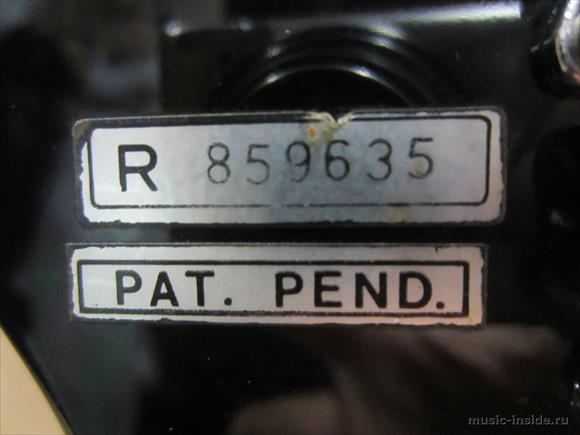 R 859635
PAT. PEND.
music-inside.ru